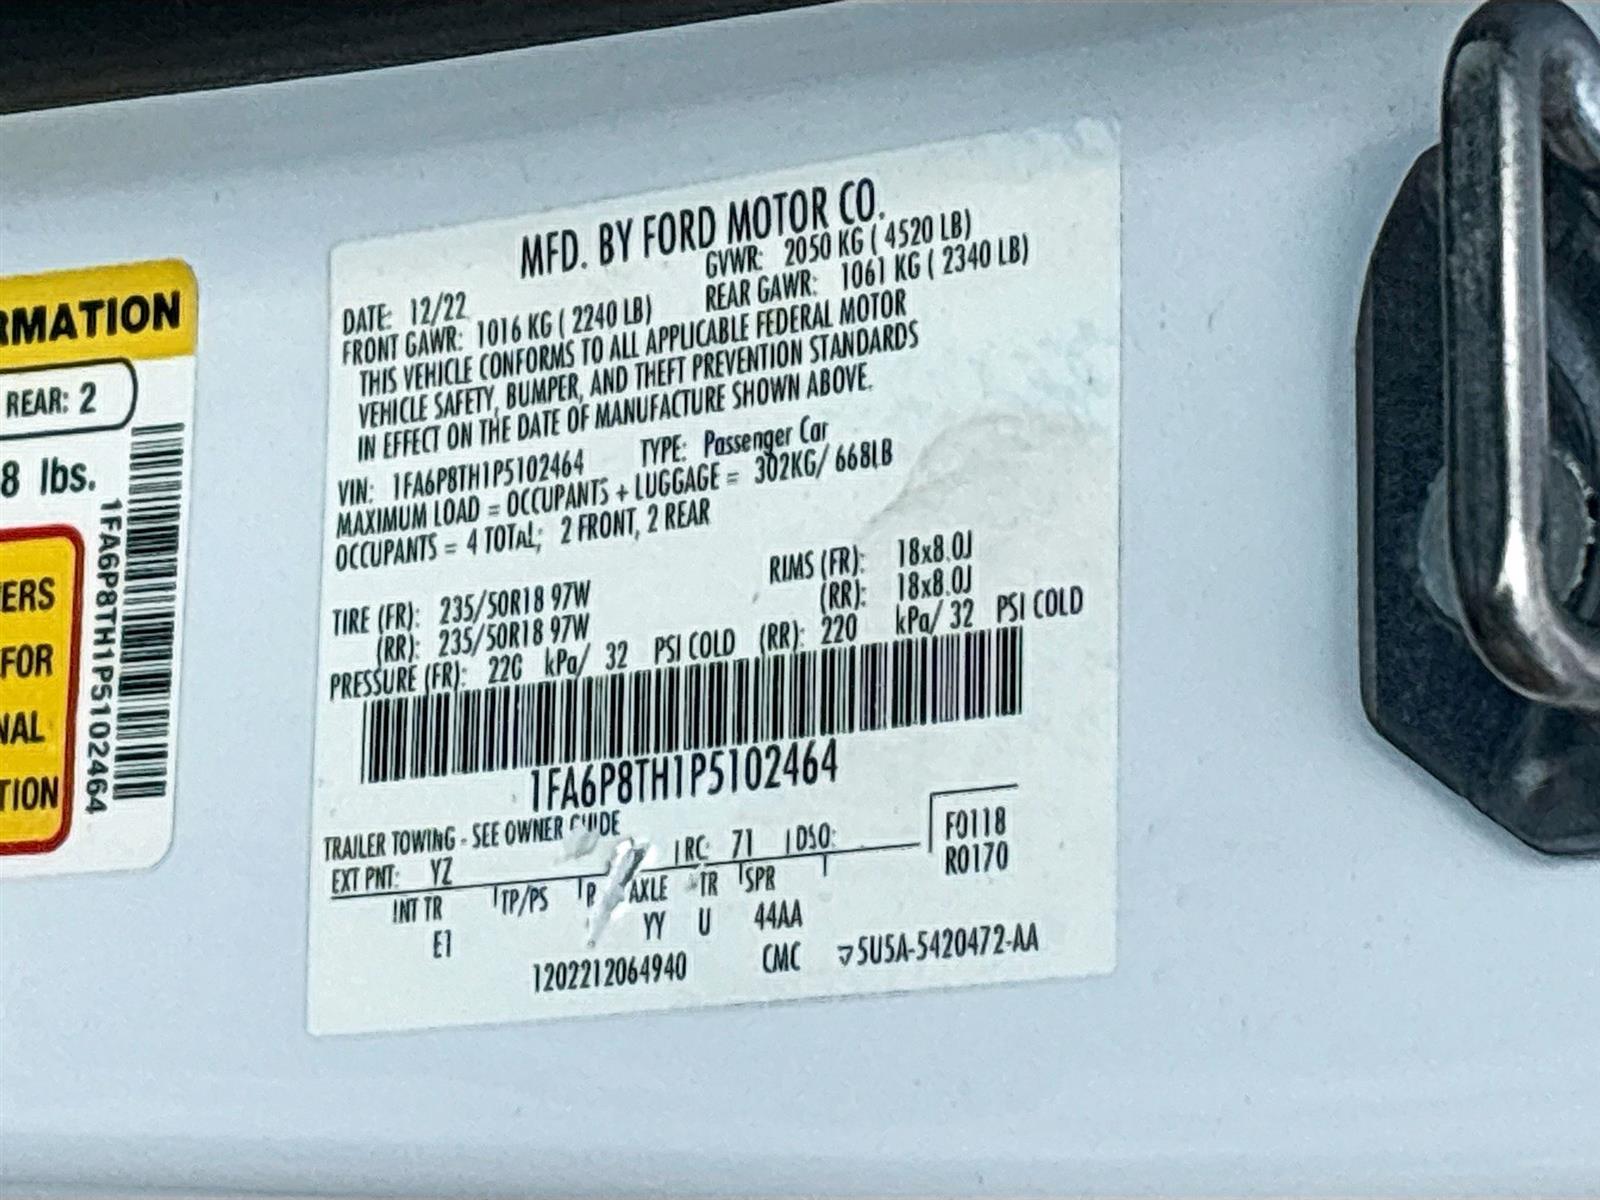 MFD. BY FORD MOTOR CO.
DATE: 12/22 GVWR: 2050 KG ( 4520 LB)
FRONT GAWR: 1016 KG ( 2240 LB) REAR GAWR: 1061 KG ( 2340 LB)
THIS VEHICLE CONFORMS TO ALL APPLICABLE FEDERAL MOTOR
VEHICLE SAFETY, BUMPER, AND THEFT PREVENTION STANDARDS
IN EFFECT ON THE DATE OF MANUFACTURE SHOWN ABOVE.
VIN: 1FA6P8TH1P5102464 TYPE: Passenger Car
MAXIMUM LOAD = OCCUPANTS + LUGGAGE = 302KG/ 668LB
OCCUPANTS = 4 TOTAL; 2 FRONT, 2 REAR
TIRE (FR): 235/50R18 97W RIMS (FR): 18x8.0J
(RR): 235/50R18 97W (RR): 18x8.0J
PRESSURE (FR): 220 kPa/ 32 PSI COLD (RR): 220 kPa/ 32 PSI COLD
1FA6P8TH1P5102464
TRAILER TOWING - SEE OWNER GUIDE
EXT PNT: YZ RC: 71 DSO: F0118
R0170
INT TR TP/PS R AXLE TR SPR
E1 YY U 44AA
1202212064940 CMC 5U5A-5420472-AA
RMATION
REAR: 2
8 lbs.
1FA6P8TH1P5102464
ERS
FOR
NAL
TION